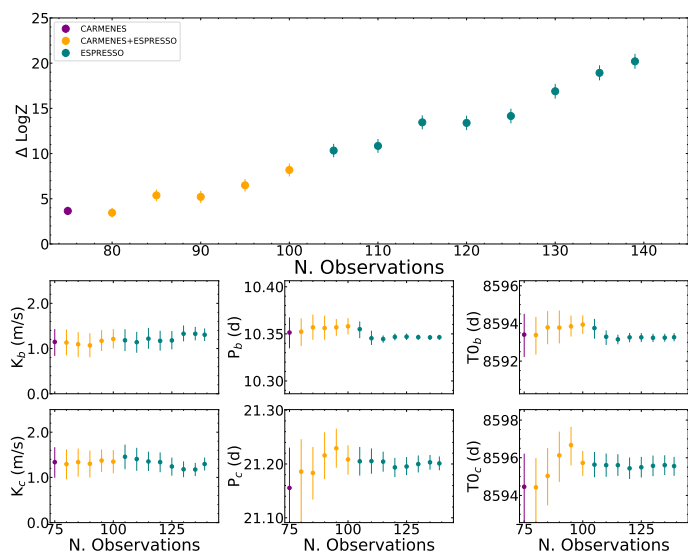 25
20
15
10
5
0
Δ LogZ
CARMENES
CARMENES+ESPRESSO
ESPRESSO
80 90 100 110 120 130 140
N. Observations
2.0
1.0
0.0
K_b (m/s)
10.40
10.35
10.30
P_b (d)
8596
8594
8592
T0_b (d)
2.0
1.0
0.0
K_c (m/s)
75 100 125
N. Observations
21.30
21.20
21.10
P_c (d)
75 100 125
N. Observations
8598
8596
8594
T0_c (d)
75 100 125
N. Observations